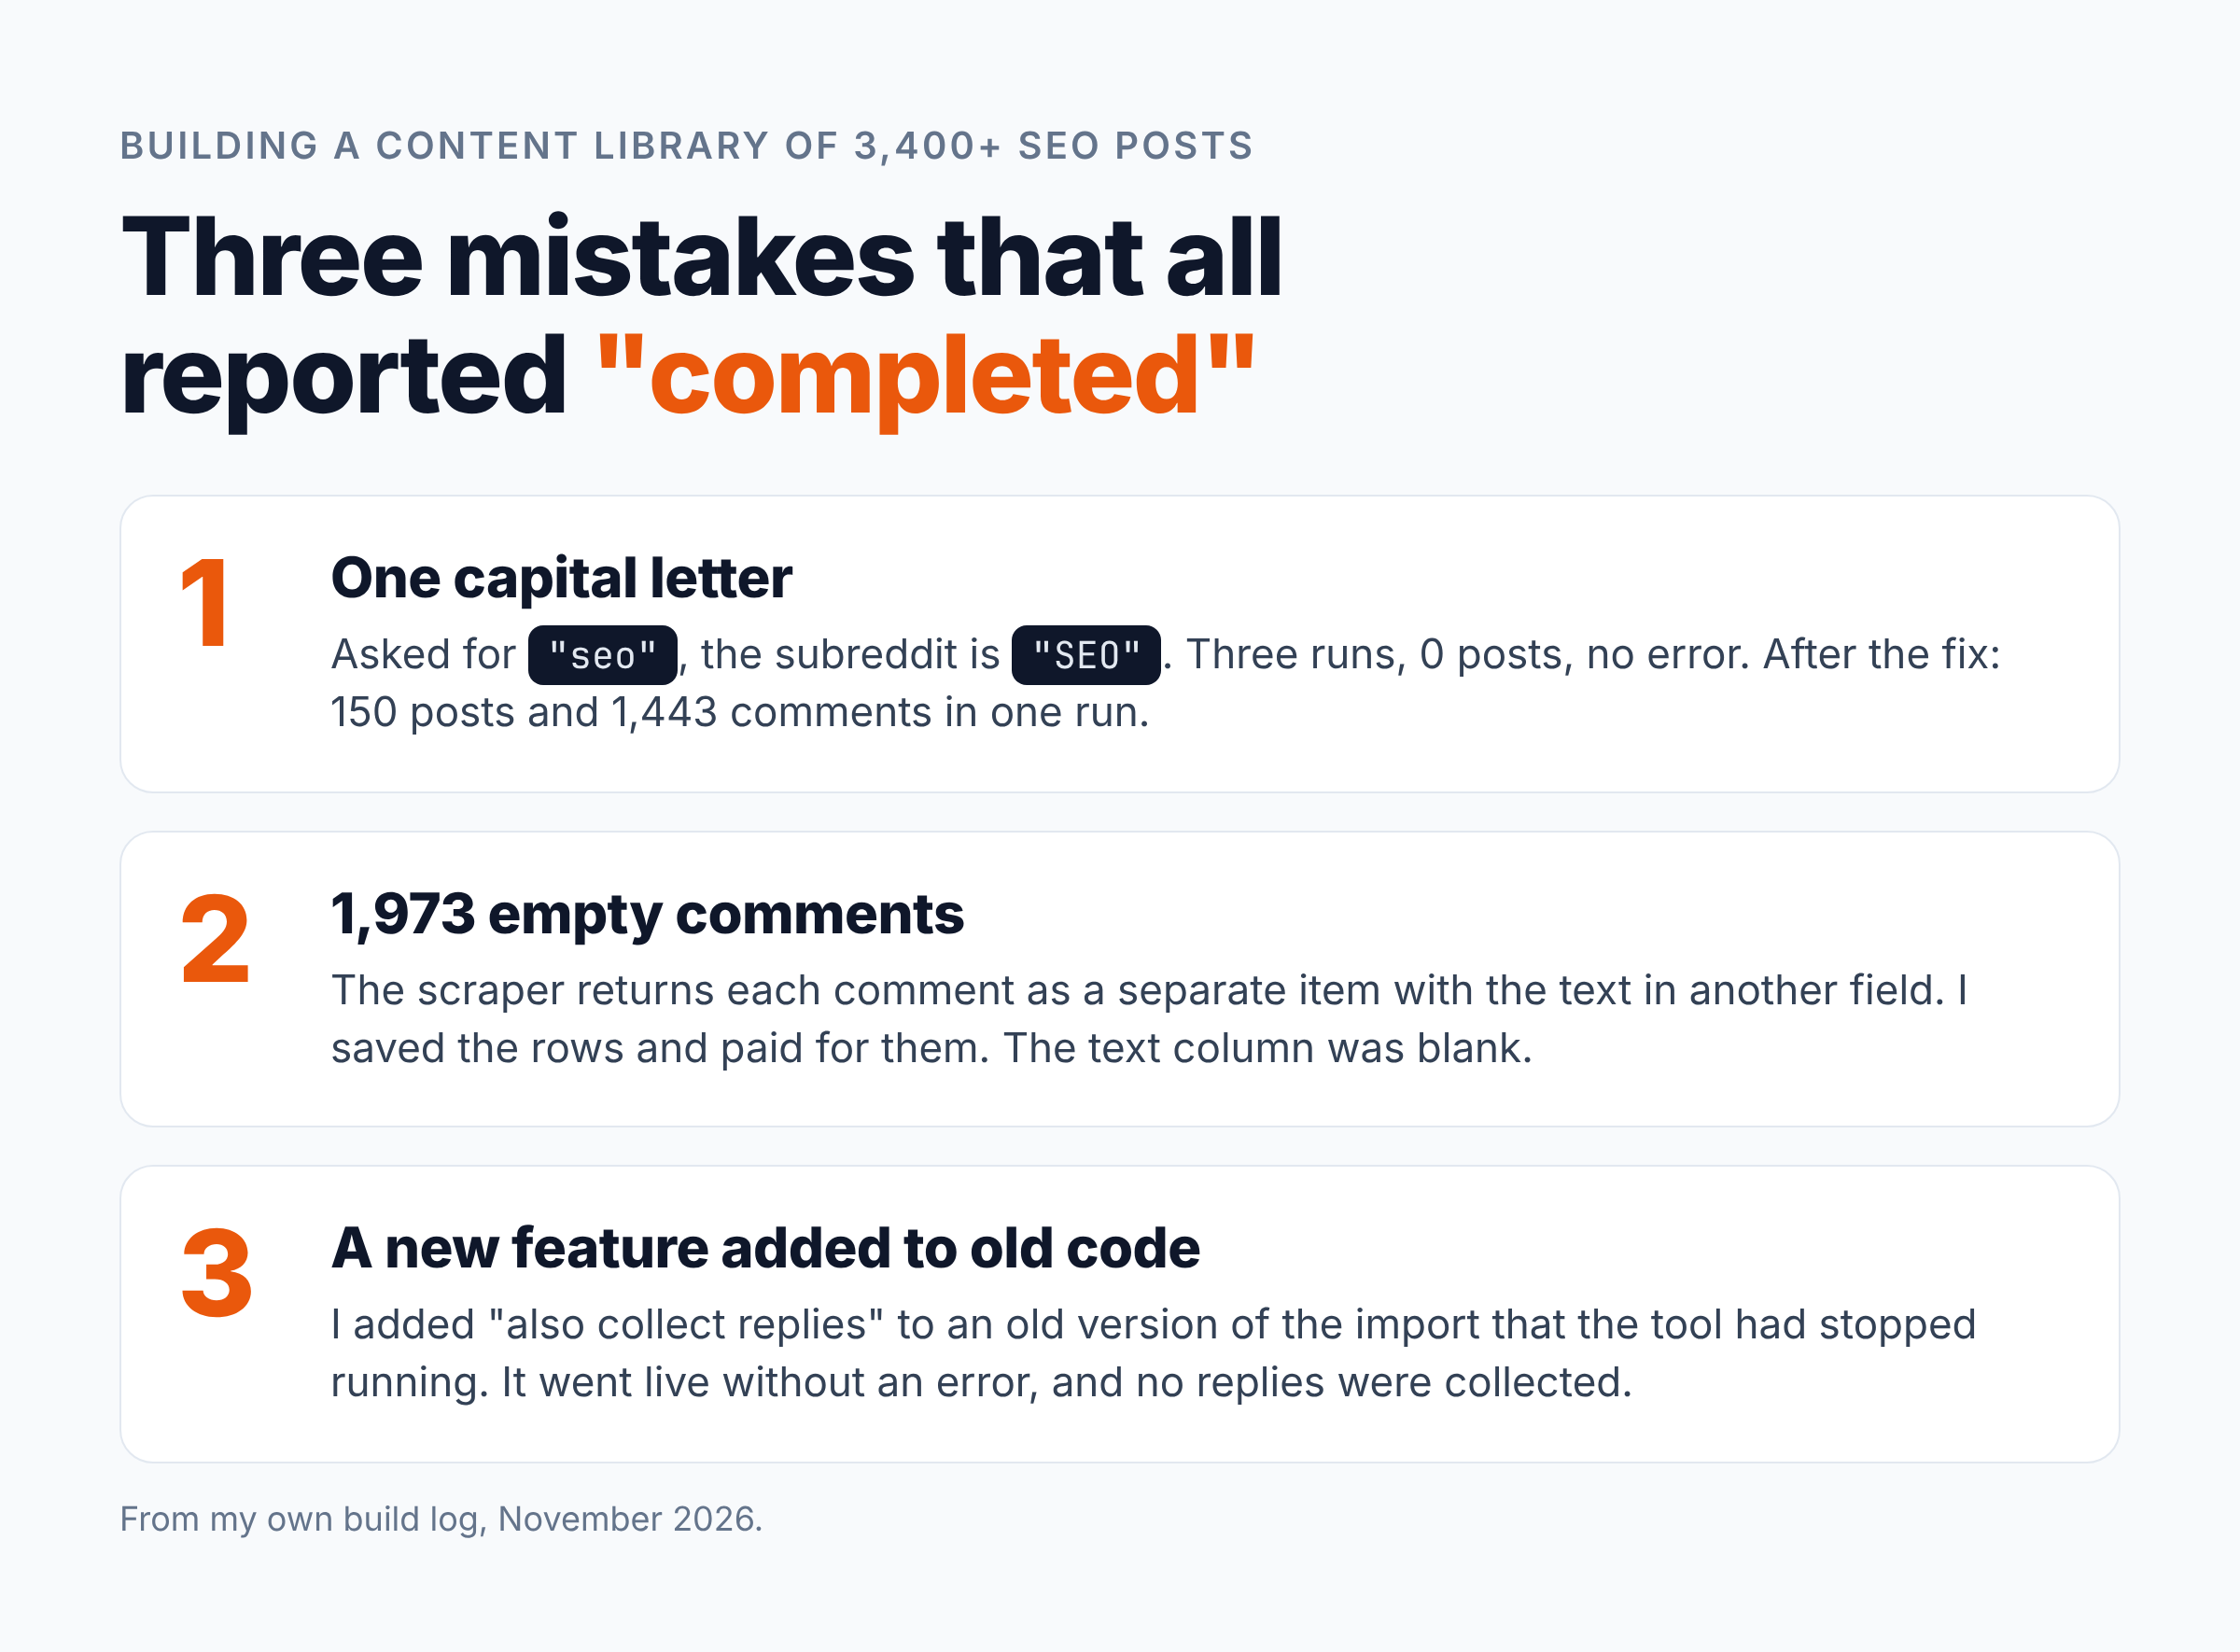 BUILDING A CONTENT LIBRARY OF 3,400+ SEO POSTS
Three mistakes that all
reported "completed"
1
One capital letter
Asked for "seo", the subreddit is "SEO". Three runs, 0 posts, no error. After the fix:
150 posts and 1,443 comments in one run.
2
1,973 empty comments
The scraper returns each comment as a separate item with the text in another field. I
saved the rows and paid for them. The text column was blank.
3
A new feature added to old code
I added "also collect replies" to an old version of the import that the tool had stopped
running. It went live without an error, and no replies were collected.
From my own build log, November 2026.